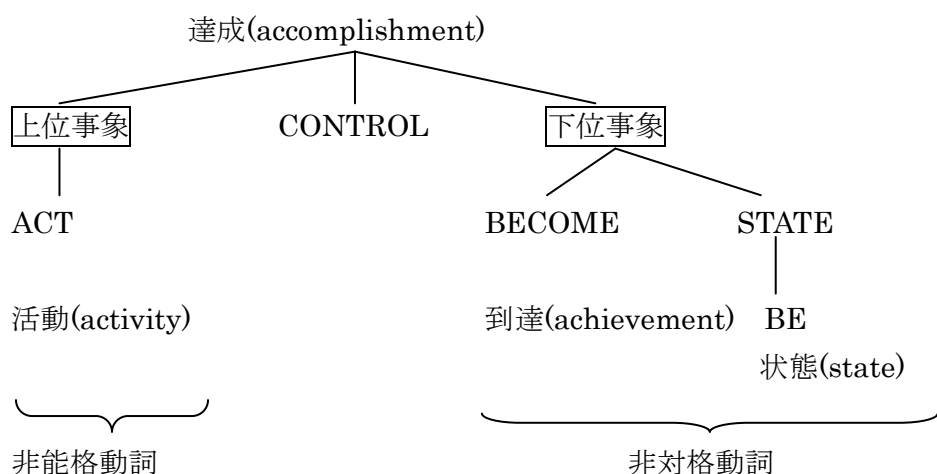 達成(accomplishment)
上位事象 CONTROL 下位事象
ACT BECOME STATE
活動(activity) 到達(achievement) BE
状態(state)
非能格動詞 非対格動詞